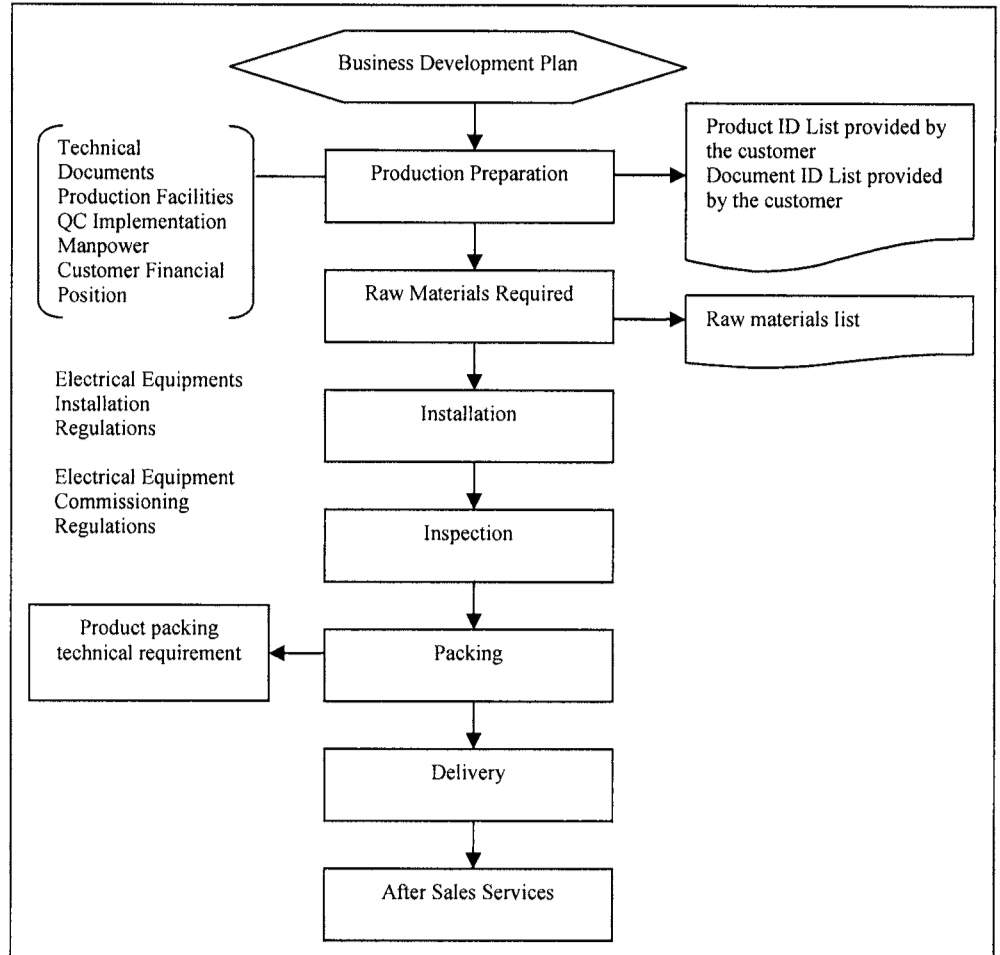 Business Development Plan
Technical
Documents
Production Facilities
QC Implementation
Manpower
Customer Financial
Position
Production Preparation
Product ID List provided by
the customer
Document ID List provided
by the customer
Raw Materials Required
Raw materials list
Electrical Equipments
Installation
Regulations
Installation
Electrical Equipment
Commissioning
Regulations
Inspection
Product packing
technical requirement
Packing
Delivery
After Sales Services